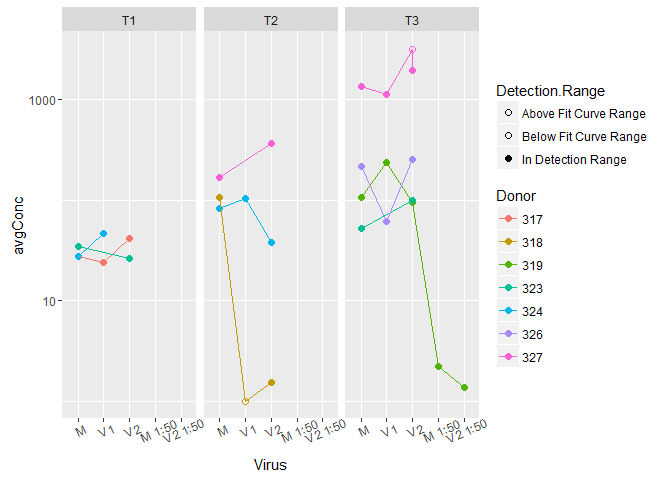 T1 T2 T3
avgConc
1000
10
M V1 V2 M 1:50 V2 1:50 M V1 V2 M 1:50 V2 1:50 M V1 V2 M 1:50 V2 1:50
Virus
Detection.Range
Above Fit Curve Range
Below Fit Curve Range
In Detection Range
Donor
317
318
319
323
324
326
327